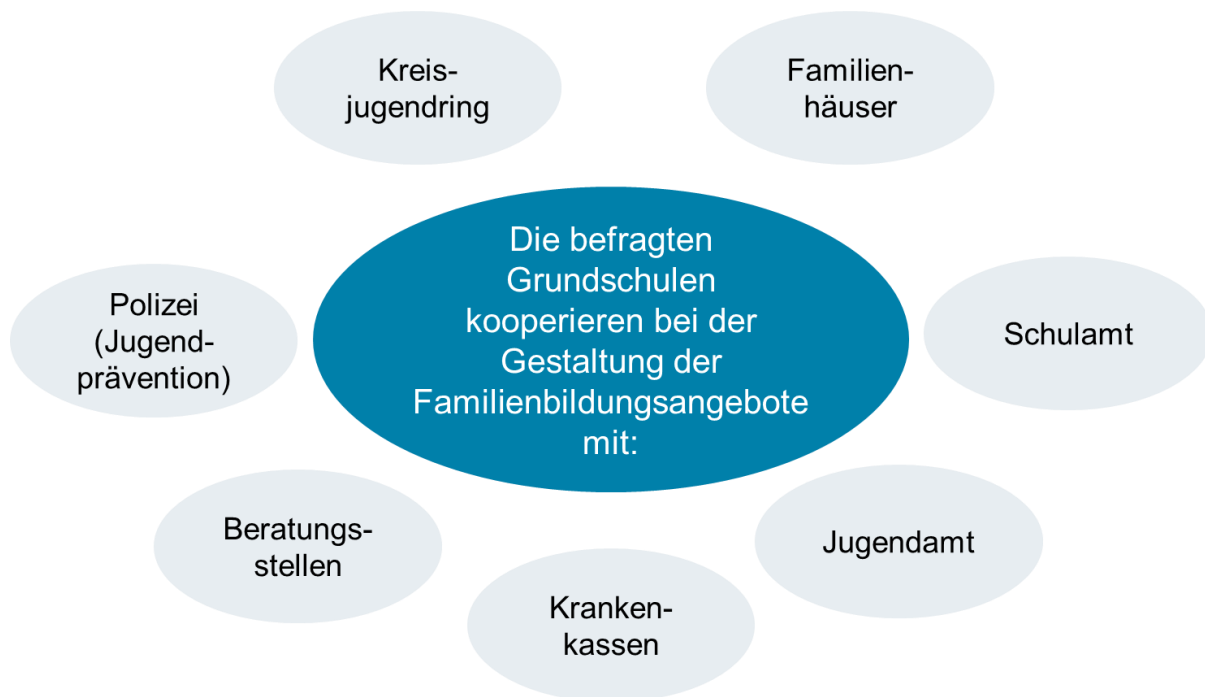 Kreis-
jugendring
Familien-
häuser
Die befragten
Grundschulen
kooperieren bei der
Gestaltung der
Familienbildungsangebote
mit:
Polizei
(Jugend-
prävention)
Schulamt
Beratungs-
stellen
Jugendamt
Kranken-
kassen